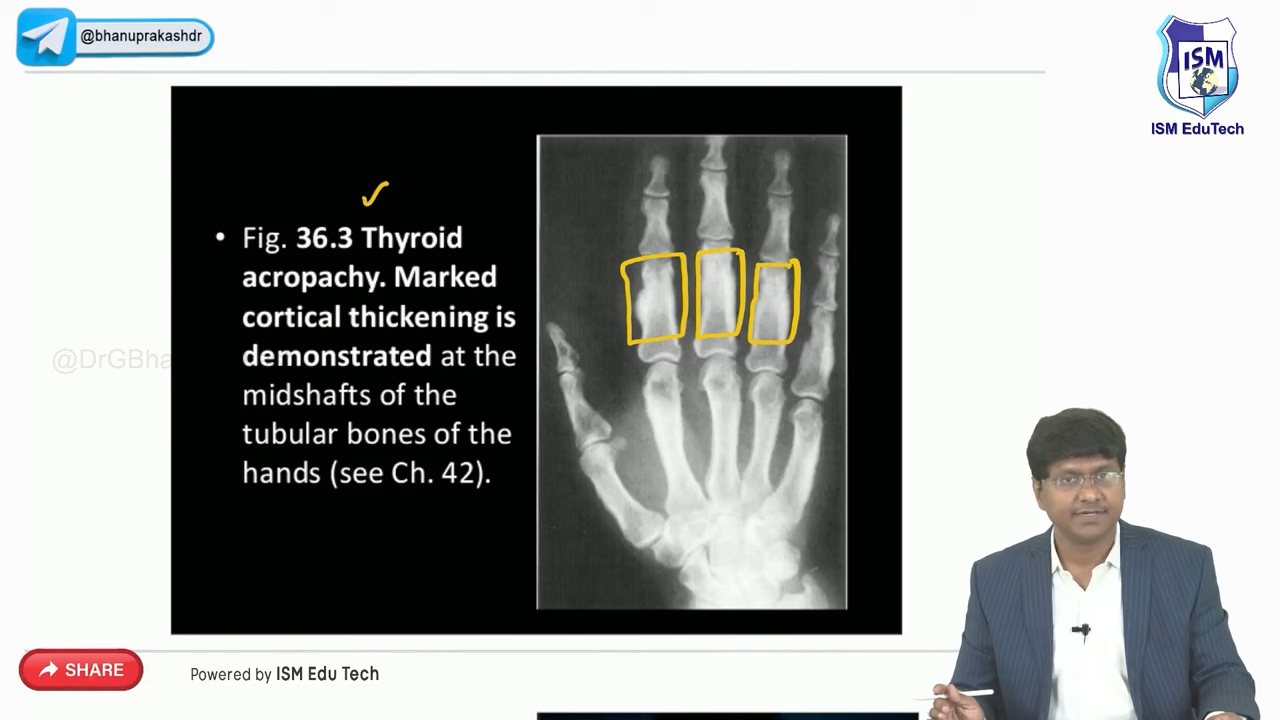 @bhanuprakashdr
ISM
ISM EduTech
• Fig. 36.3 Thyroid
acropachy. Marked
cortical thickening is
demonstrated at the
midshafts of the
tubular bones of the
hands (see Ch. 42).
@DrGBha
SHARE
Powered by ISM Edu Tech